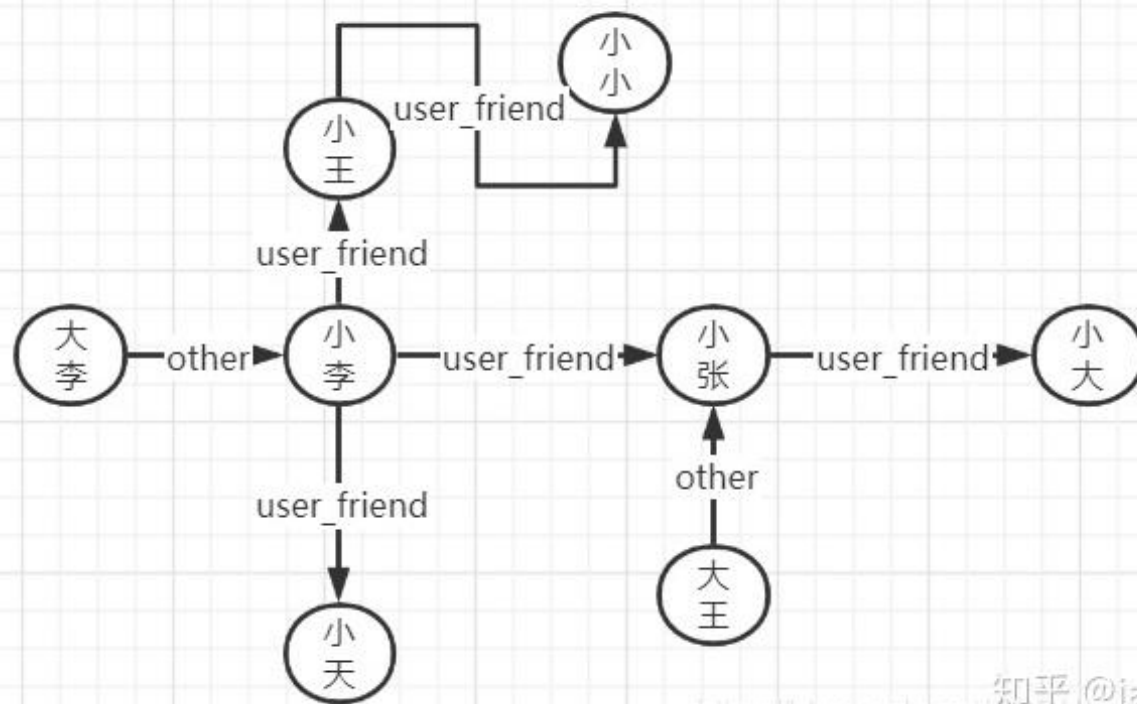 小
小
user_friend
小
王
user_friend
大
李
other
小
李
user_friend
小
张
user_friend
小
大
user_friend
other
大
王
小
天
知乎